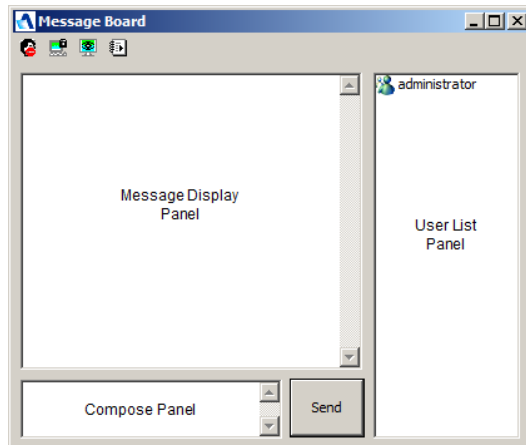 Message Board
administrator
Message Display
Panel
User List
Panel
Compose Panel
Send